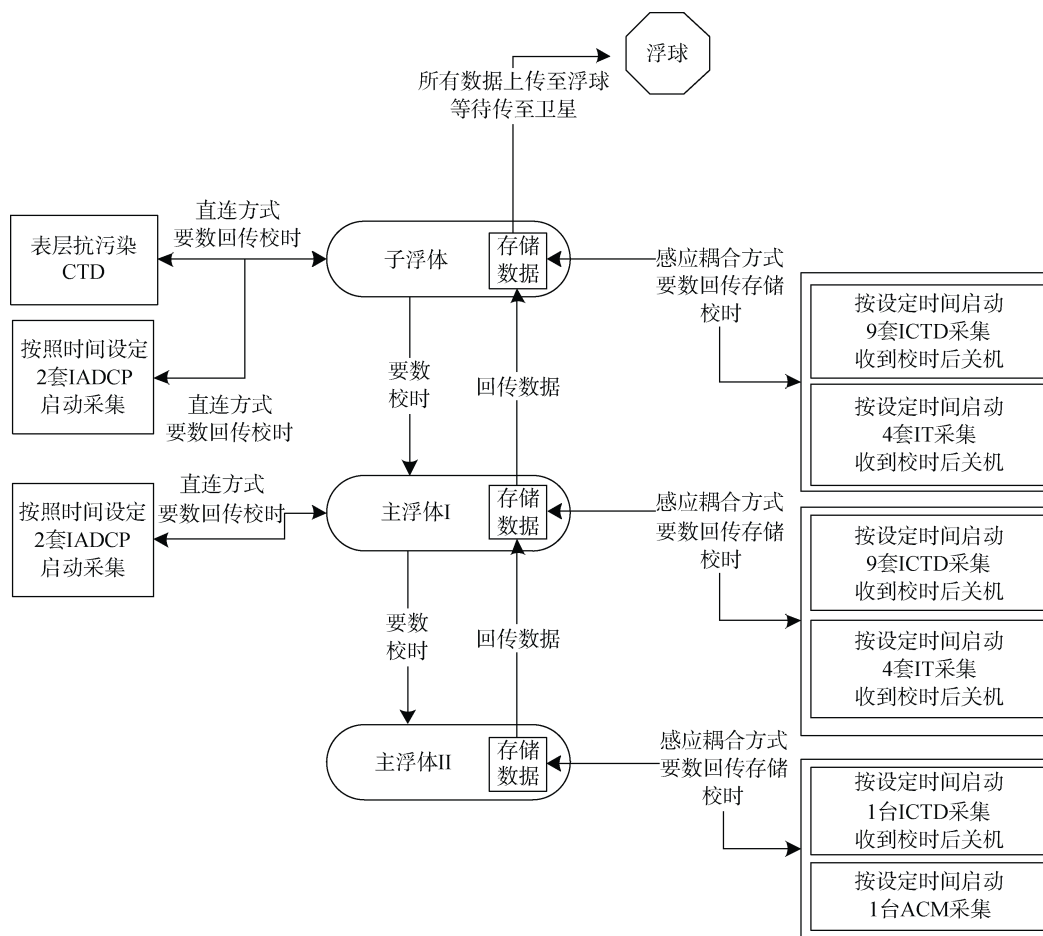 浮球
所有数据上传至浮球
等待传至卫星
表层抗污染
CTD
直连方式
要数回传校时
子浮体
存储
数据
感应耦合方式
要数回传存储
校时
按设定时间启动
9套ICTD采集
收到校时后关机
按设定时间启动
4套IT采集
收到校时后关机
按照时间设定
2套IADCP
启动采集
直连方式
要数回传校时
要数
校时
回传数据
按照时间设定
2套IADCP
启动采集
直连方式
要数回传校时
主浮体I
存储
数据
感应耦合方式
要数回传存储
校时
按设定时间启动
9套ICTD采集
收到校时后关机
按设定时间启动
4套IT采集
收到校时后关机
要数
校时
回传数据
主浮体II
存储
数据
感应耦合方式
要数回传存储
校时
按设定时间启动
1台ICTD采集
收到校时后关机
按设定时间启动
1台ACM采集